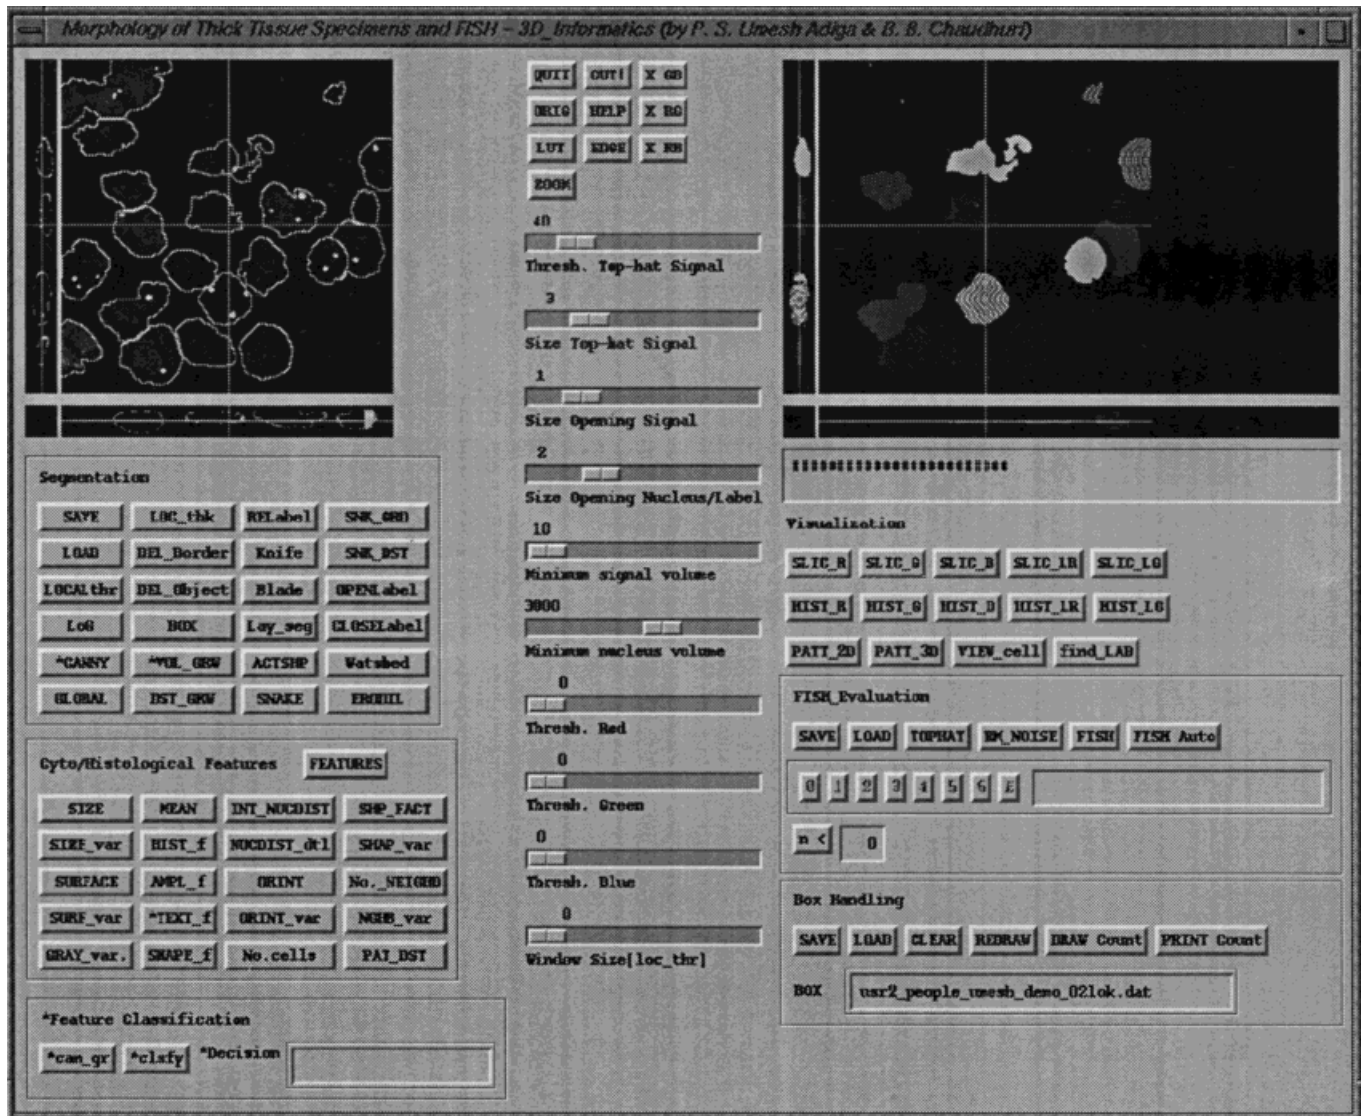 Morphology of Thick Tissue Specimens and FISH - 3D_Informatics (by P. S. Umesh Adiga & B. B. Chaudhuri)
QUIT CUT! X GB
ORIG HELP X RG
LUT EDGE X RB
ZOOM
40
Thresh. Top-hat Signal
3
Size Top-hat Signal
1
Size Opening Signal
2
Size Opening Nucleus/Label
10
Minimum signal volume
3000
Minimum nucleus volume
0
Thresh. Red
0
Thresh. Green
0
Thresh. Blue
0
Window Size[loc_thr]
Segmentation
SAVE LOC_thk RELabel SNK_GRD
LOAD DEL_Border Knife SNK_DST
LOCALthr DEL_Object Blade OPENLabel
LoG BOX Lay_seg CLOSELabel
*CANNY *VOL_GRW ACTSHP Watshed
GLOBAL DST_GRW SNAKE ERODIL
Cyto/Histological Features FEATURES
SIZE MEAN INT_NUCDIST SHP_FACT
SIZE_var HIST_f NUCDIST_dtl SHAP_var
SURFACE AMPL_f ORINT No._NEIGHB
SURF_var *TEXT_f ORINT_var NGHB_var
GRAY_var. SHAPE_f No.cells PAT_DST
*Feature Classification
*can_gr *clsfy *Decision
Visualization
SLIC_R SLIC_G SLIC_B SLIC_LR SLIC_LG
HIST_R HIST_G HIST_B HIST_LR HIST_LG
PATT_2D PATT_3D VIEW_cell find_LAB
FISH_Evaluation
SAVE LOAD TOPHAT RM_NOISE FISH FISH Auto
0 1 2 3 4 5 6 E
n < 0
Box Handling
SAVE LOAD CLEAR REDRAW DRAW Count PRINT Count
BOX usr2_people_umesh_demo_02lok.dat